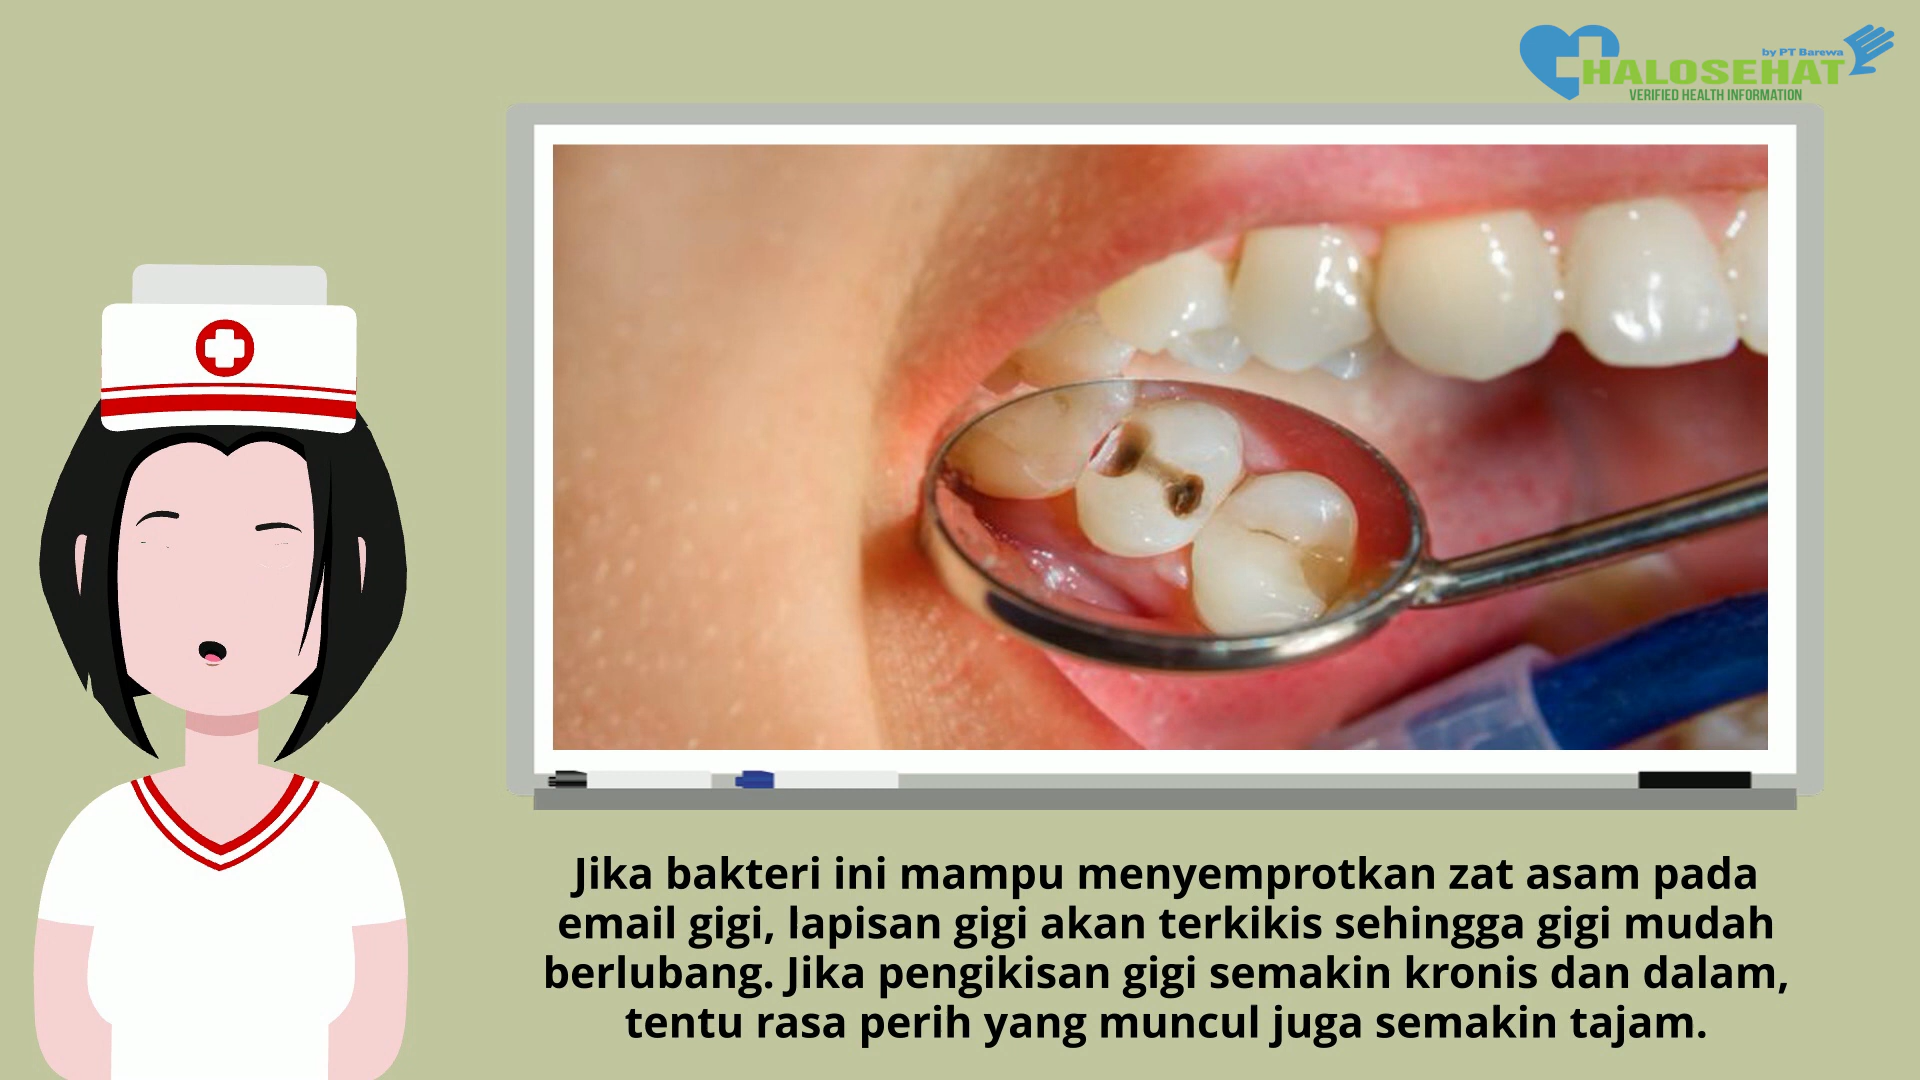 by PT Barewa
HALOSEHAT
VERIFIED HEALTH INFORMATION
Jika bakteri ini mampu menyemprotkan zat asam pada
email gigi, lapisan gigi akan terkikis sehingga gigi mudah
berlubang. Jika pengikisan gigi semakin kronis dan dalam,
tentu rasa perih yang muncul juga semakin tajam.